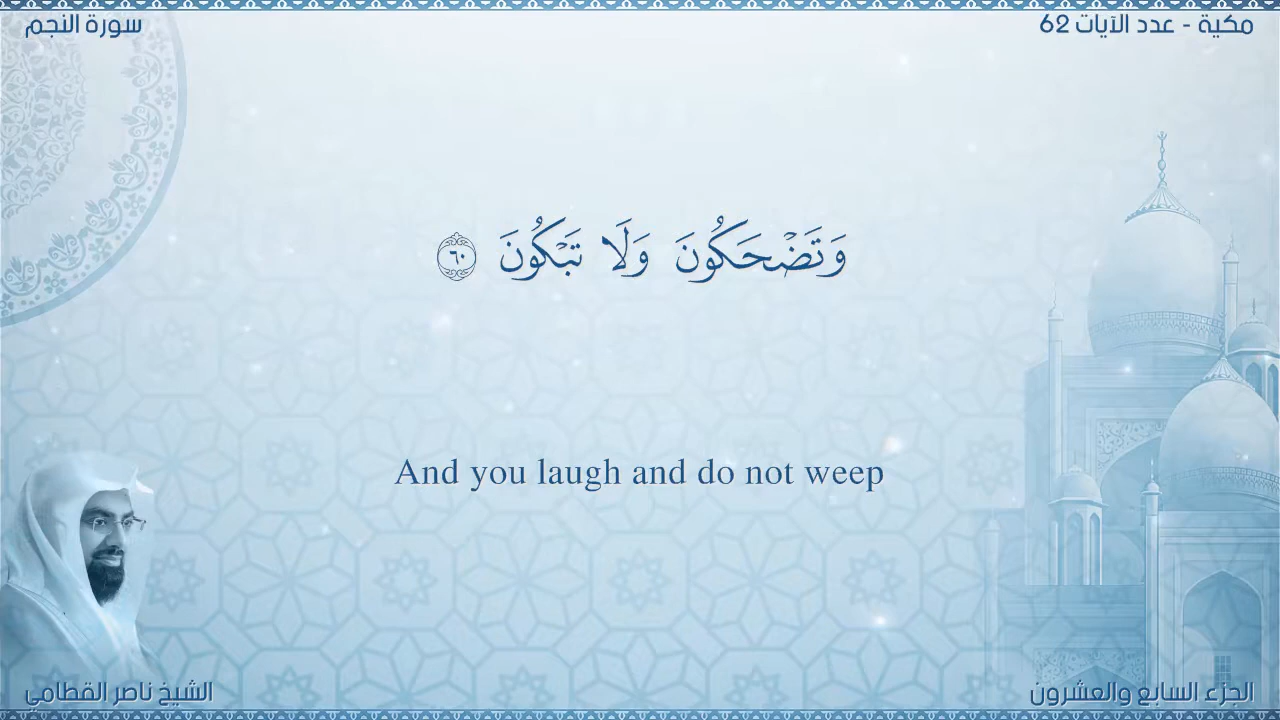 مكية - عدد الآيات 62
سورة النجم
وَتَضْحَكُونَ وَلَا تَبْكُونَ ٦٠
And you laugh and do not weep
الجزء السابع والعشرون
الشيخ ناصر القطامي